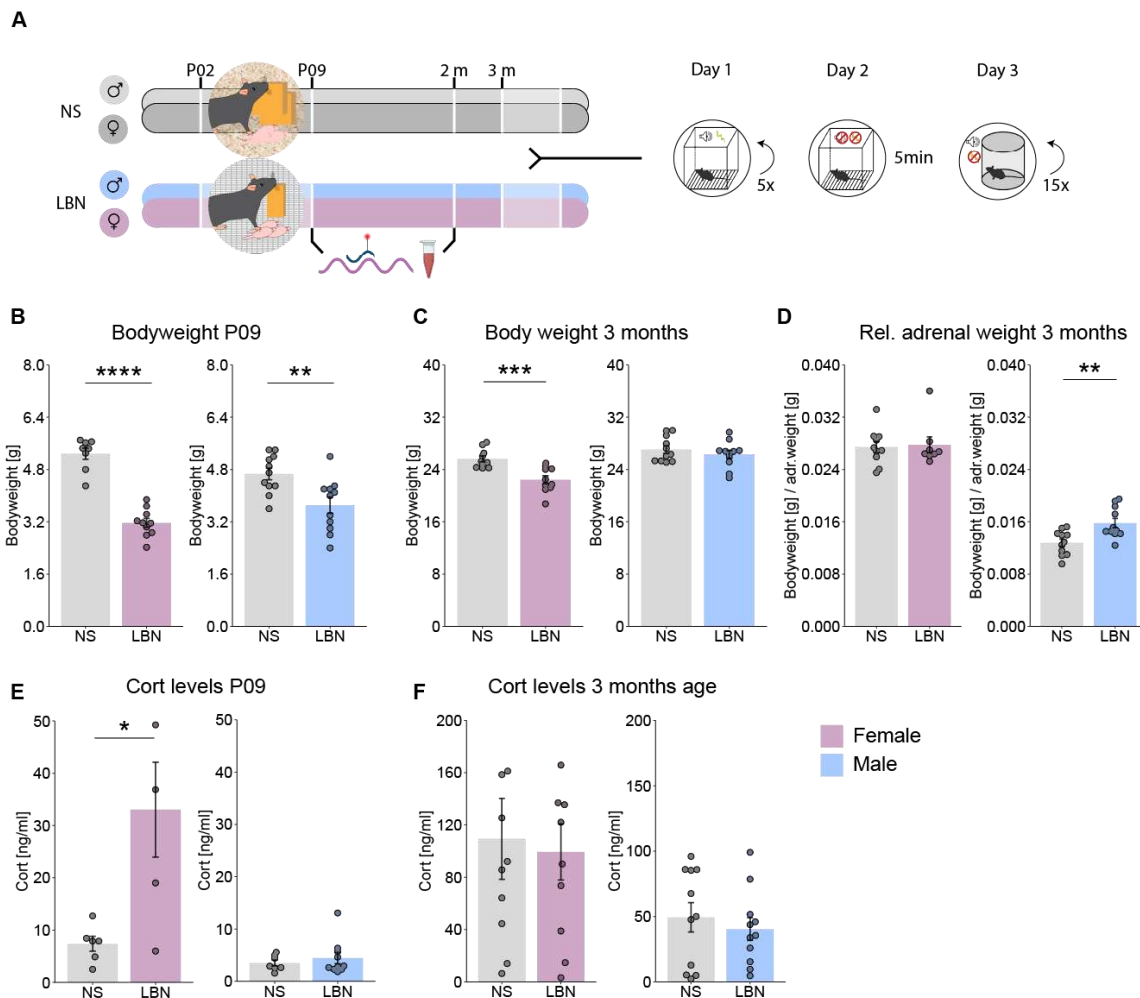 A
P02
P09
2 m
3 m
Day 1
Day 2
Day 3
NS
♂
♀
LBN
♂
♀
5x
5min
15x
B
Bodyweight P09
C
Body weight 3 months
D
Rel. adrenal weight 3 months
Bodyweight [g]
8.0
6.4
4.8
3.2
1.6
0.0
****
NS
LBN
Bodyweight [g]
8.0
6.4
4.8
3.2
1.6
0.0
**
NS
LBN
Bodyweight [g]
40
32
24
16
8
0
***
NS
LBN
Bodyweight [g]
40
32
24
16
8
0
NS
LBN
Bodyweight [g] / adr.weight [g]
0.040
0.032
0.024
0.016
0.008
0.000
NS
LBN
Bodyweight [g] / adr.weight [g]
0.040
0.032
0.024
0.016
0.008
0.000
**
NS
LBN
E
Cort levels P09
F
Cort levels 3 months age
Cort [ng/ml]
50
40
30
20
10
0
*
NS
LBN
Cort [ng/ml]
50
40
30
20
10
0
NS
LBN
Cort [ng/ml]
200
160
120
80
40
0
NS
LBN
Cort [ng/ml]
200
150
100
50
0
NS
LBN
Female
Male